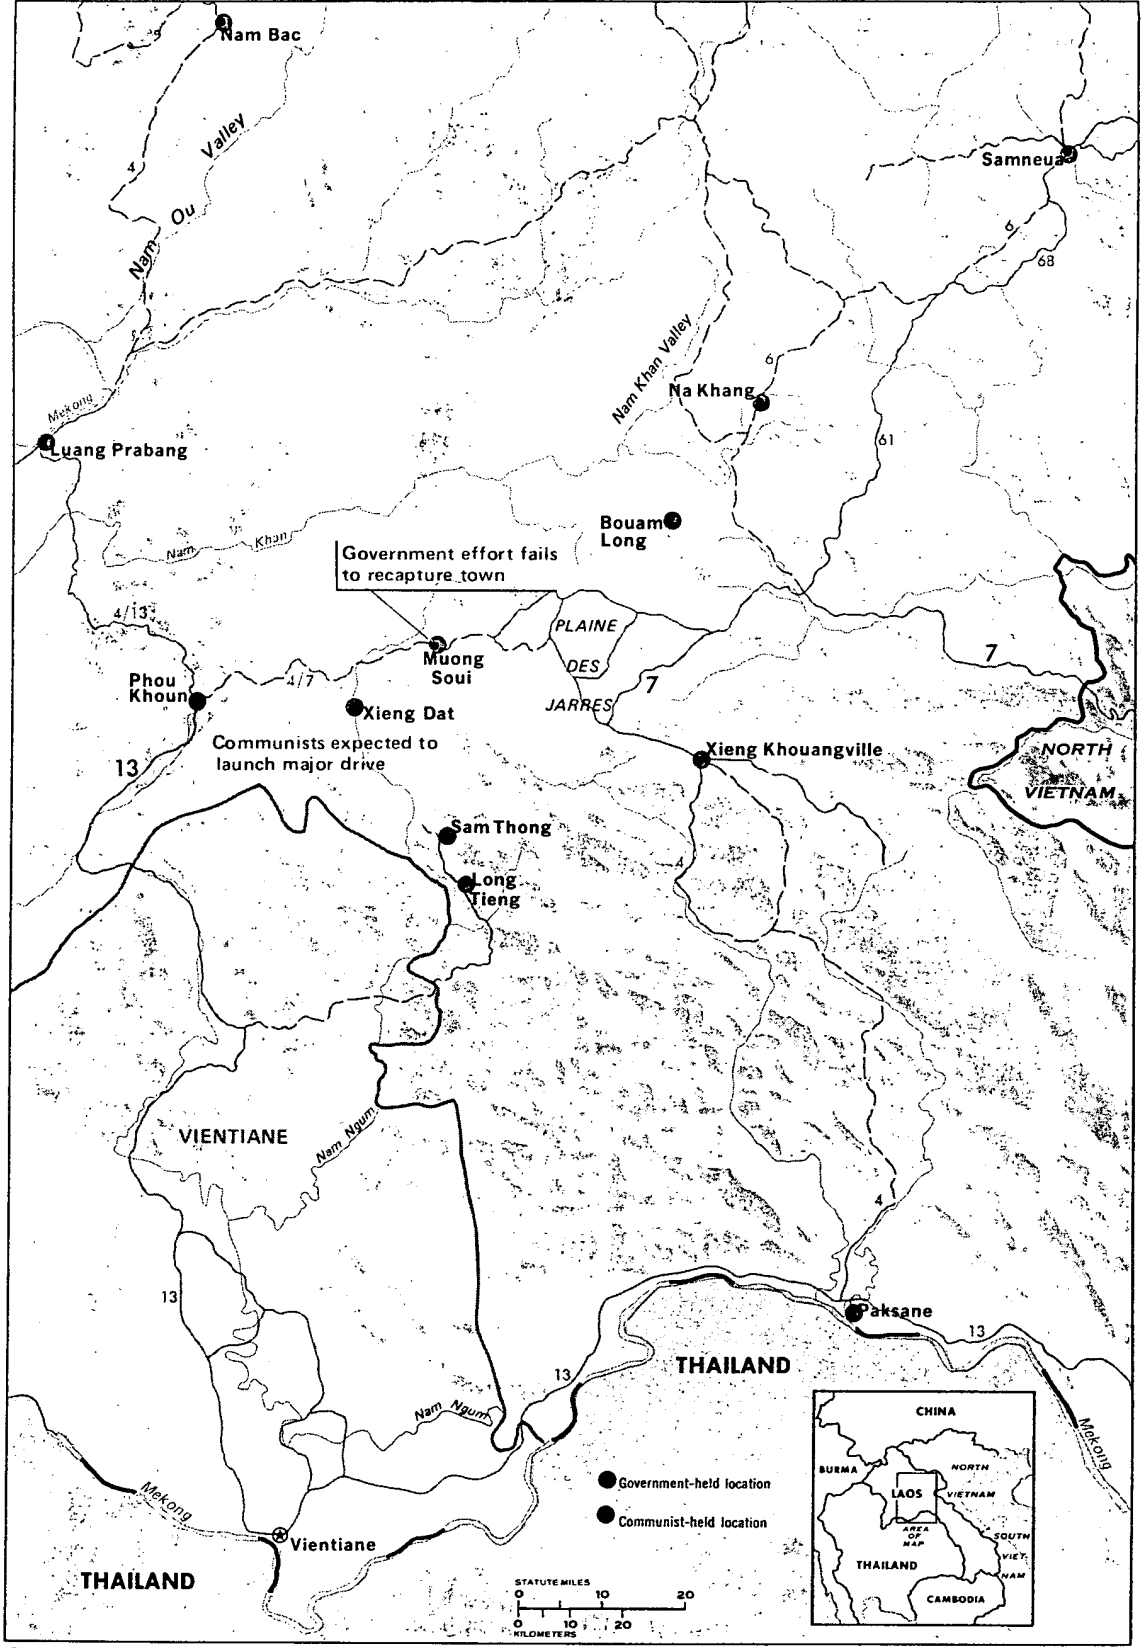 Nam Bac
Nam Ou Valley
4
Samneua
6
68
Nam Khan Valley
6
Na Khang
Mekong
Luang Prabang
61
Bouam
Long
Nam Khan
Government effort fails
to recapture town
4/13
PLAINE
DES
JARRES
Muong
Soui
7
7
Phou
Khoun
4/7
Xieng Dat
Communists expected to
launch major drive
13
Xieng Khouangville
NORTH
VIETNAM
Sam Thong
Long
Tieng
4
VIENTIANE
Nam Ngum
4
13
Paksane
13
THAILAND
13
Nam Ngum
Mekong
Mekong
Vientiane
THAILAND
Government-held location
Communist-held location
STATUTE MILES
0 10 20
0 10 20
KILOMETERS
CHINA
BURMA
NORTH
VIETNAM
LAOS
AREA
OF
MAP
SOUTH
VIET-
NAM
THAILAND
CAMBODIA